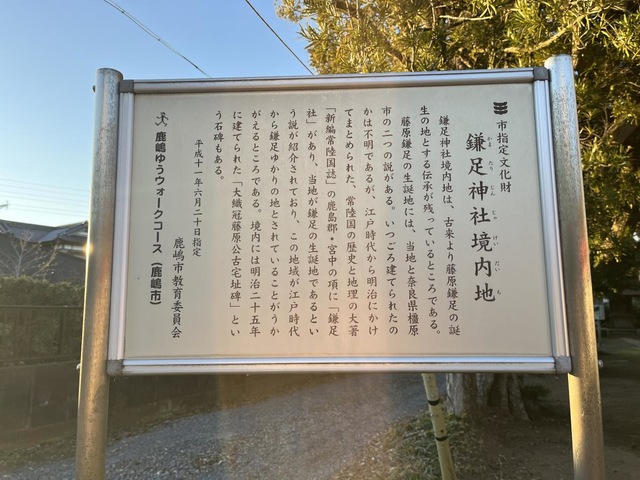 市指定文化財
鎌足神社境内地
かま たり じん じゃ けい だい ち
鎌足神社境内地は、古来より藤原鎌足の誕
生の地とする伝承が残っているところである。
藤原鎌足の生誕地には、当地と奈良県橿原
市の二つの説がある。いつごろ建てられたの
かは不明であるが、江戸時代から明治にかけ
てまとめられた、常陸国の歴史と地理の大著
「新編常陸国誌」の鹿島郡・宮中の項に「鎌足
社」があり、当地が鎌足の生誕地であるとい
う説が紹介されており、この地域が江戸時代
から鎌足ゆかりの地とされていることがうか
がえるところである。境内には明治二十五年
に建てられた「大織冠藤原公古宅址碑」とい
う石碑もある。
平成十一年六月二十日指定
鹿嶋市教育委員会
鹿嶋ゆうウォークコース（鹿嶋市）